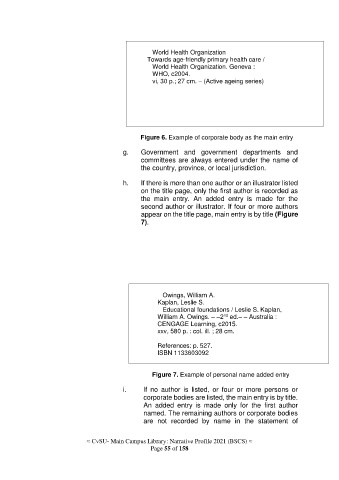 World Health Organization
Towards age-friendly primary health care /
World Health Organization. Geneva :
WHO, c2004.
vi, 30 p.; 27 cm. – (Active ageing series)
Figure 6. Example of corporate body as the main entry
g. Government and government departments and
committees are always entered under the name of
the country, province, or local jurisdiction.
h. If there is more than one author or an illustrator listed
on the title page, only the first author is recorded as
the main entry. An added entry is made for the
second author or illustrator. If four or more authors
appear on the title page, main entry is by title (Figure
7).
Owings, William A.
Kaplan, Leslie S.
Educational foundations / Leslie S. Kaplan,
William A. Owings. – –2nd ed.– – Australia :
CENGAGE Learning, c2015.
xxv, 580 p. : col. ill. ; 28 cm.
References: p. 527.
ISBN 1133603092
Figure 7. Example of personal name added entry
i. If no author is listed, or four or more persons or
corporate bodies are listed, the main entry is by title.
An added entry is made only for the first author
named. The remaining authors or corporate bodies
are not recorded by name in the statement of
≈ CvSU- Main Campus Library: Narrative Profile 2021 (BSCS) ≈
Page 55 of 158